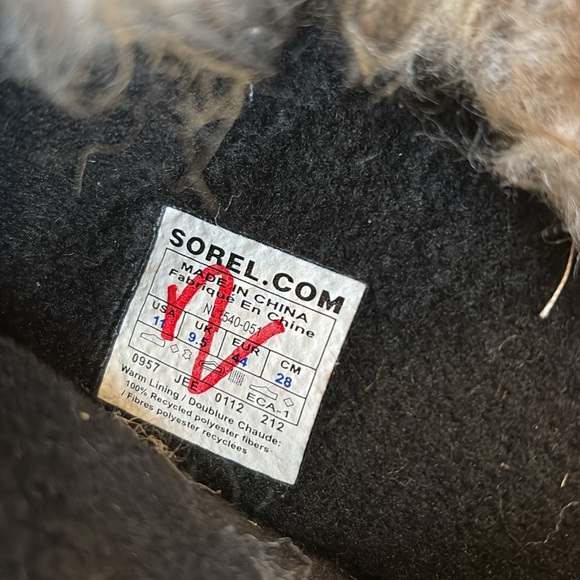 SOREL.COM
MADE IN CHINA
Fabriqué En Chine
USA UK EUR CM
11 9.5 44 28
ECA-1
0957 JEE 0112 212
Warm Lining / Doublure Chaude:
100% Recycled polyester fibers
/ Fibres polyester recyclées